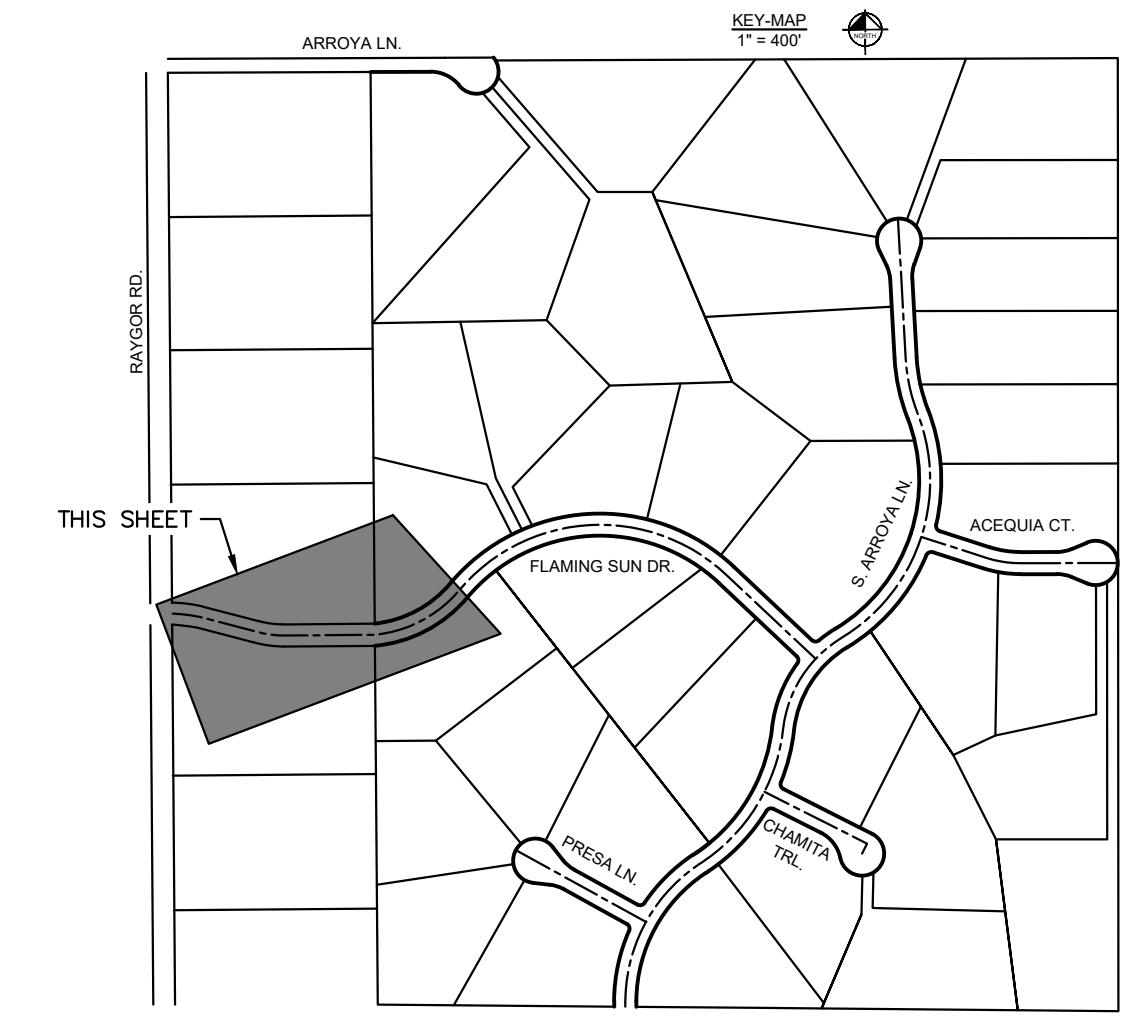 KEY-MAP
1" = 400'
NORTH
ARROYA LN.
RAYGOR RD.
THIS SHEET
FLAMING SUN DR.
S. ARROYA LN.
ACEQUIA CT.
PRESA LN.
CHAMITA
TRL.